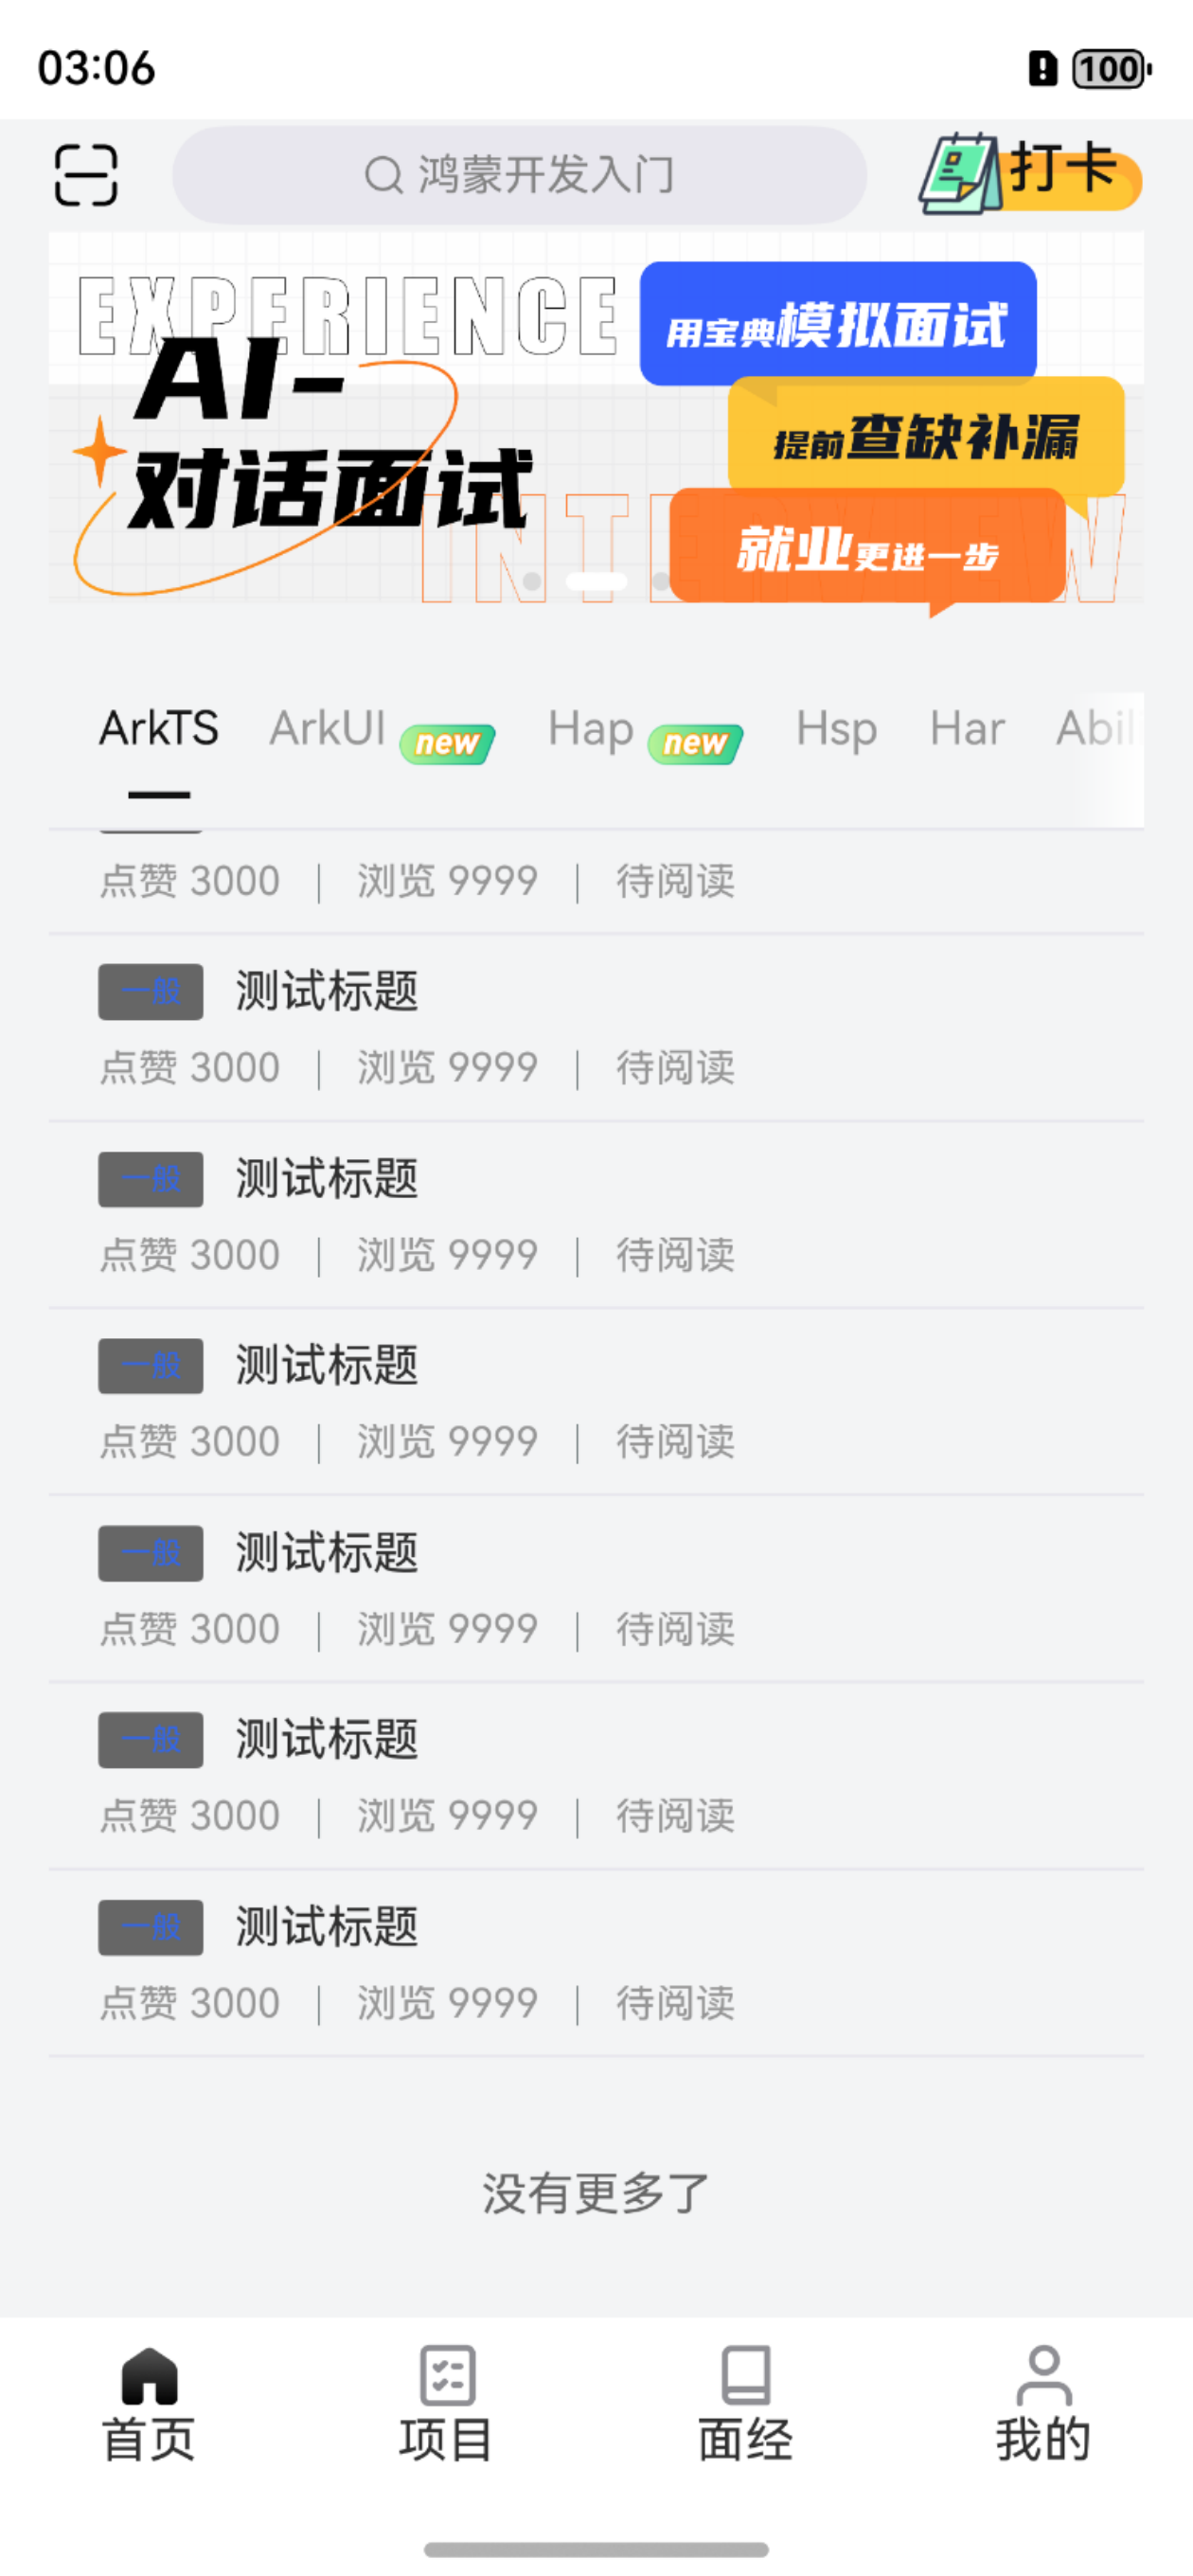 03:06
100
鸿蒙开发入门
打卡
EXPERIENCE
用宝典模拟面试
AI-
提前查缺补漏
对话面试
就业更进一步
ArkTS ArkUI new Hap new Hsp Har Abil
点赞 3000 | 浏览 9999 | 待阅读
一般 测试标题
点赞 3000 | 浏览 9999 | 待阅读
一般 测试标题
点赞 3000 | 浏览 9999 | 待阅读
一般 测试标题
点赞 3000 | 浏览 9999 | 待阅读
一般 测试标题
点赞 3000 | 浏览 9999 | 待阅读
一般 测试标题
点赞 3000 | 浏览 9999 | 待阅读
一般 测试标题
点赞 3000 | 浏览 9999 | 待阅读
没有更多了
首页 项目 面经 我的